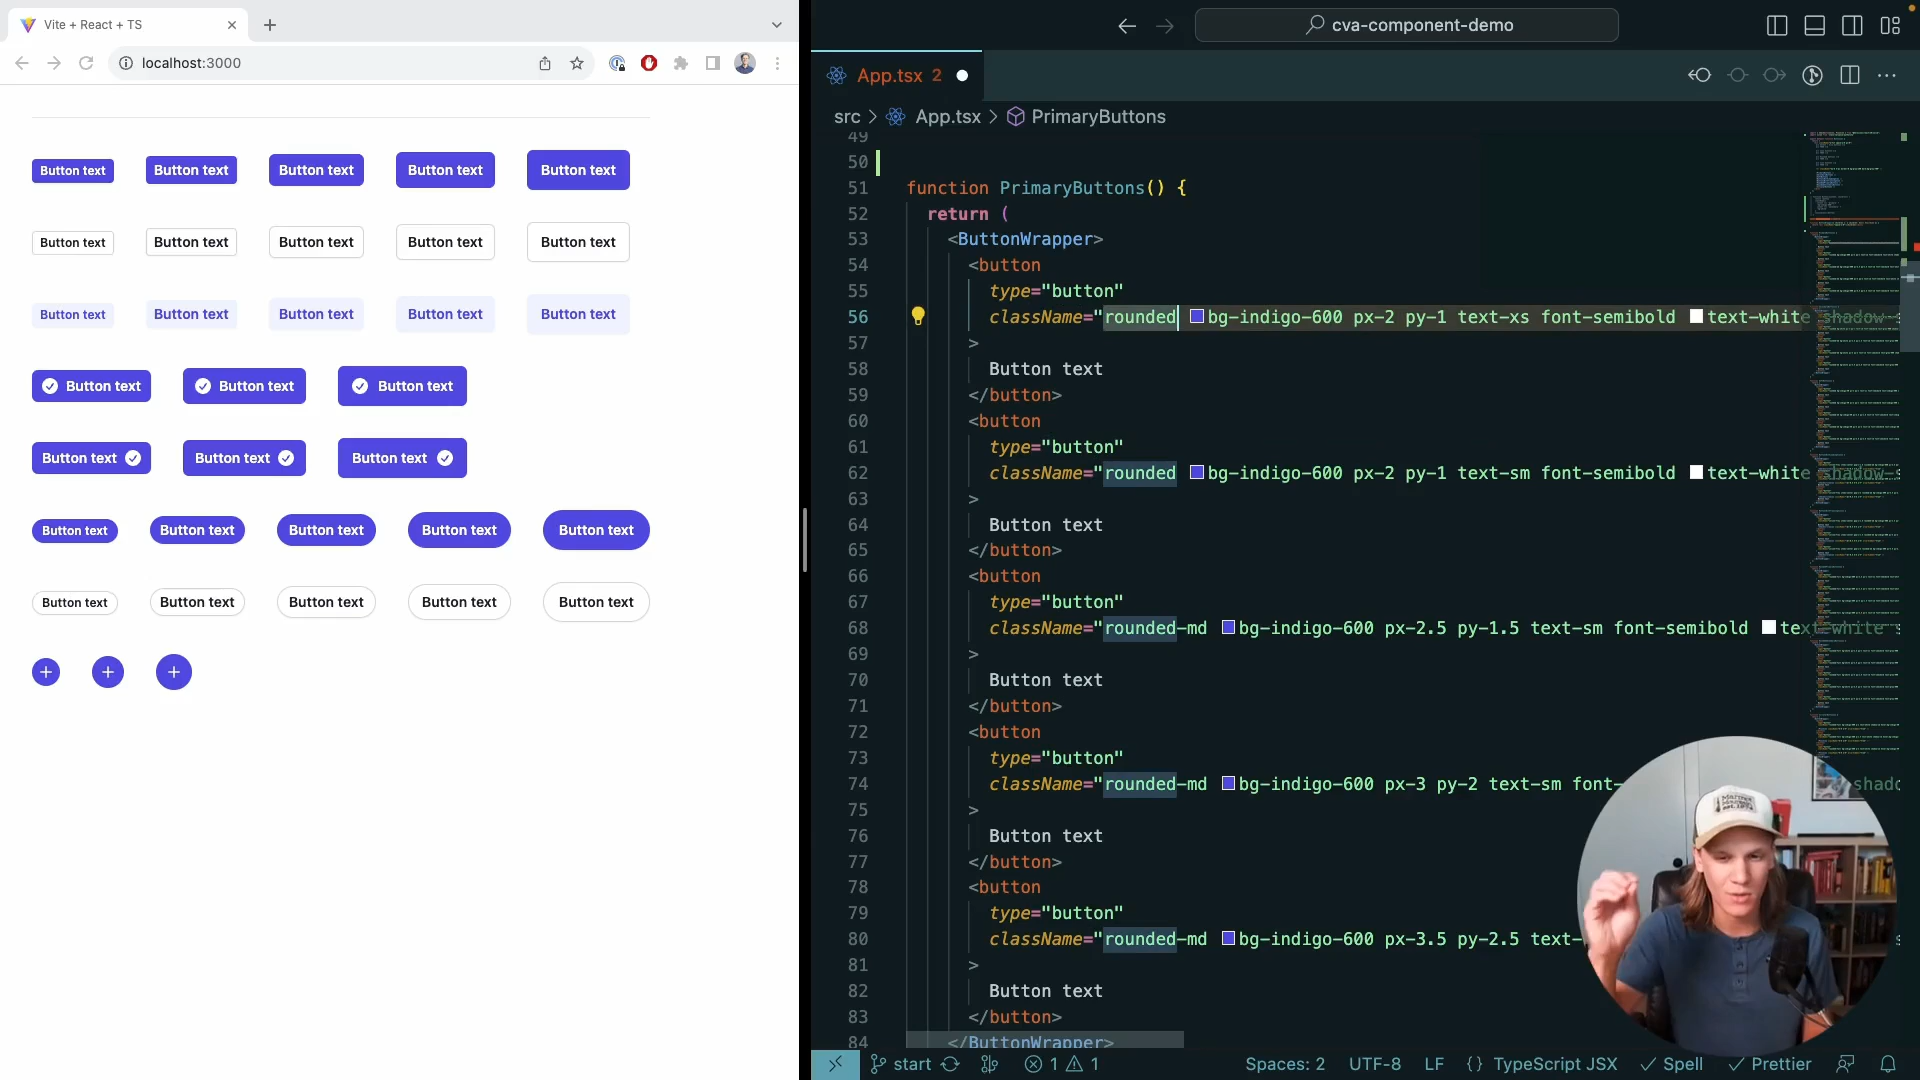 Vite + React + TS
localhost:3000
Button text Button text Button text Button text Button text
Button text Button text Button text Button text Button text
Button text Button text Button text Button text Button text
Button text Button text Button text
Button text Button text Button text
Button text Button text Button text Button text Button text
Button text Button text Button text Button text Button text
cva-component-demo
App.tsx 2
src > App.tsx > PrimaryButtons
49
50
51 function PrimaryButtons() {
52 return (
53 <ButtonWrapper>
54 <button
55 type="button"
56 className="rounded bg-indigo-600 px-2 py-1 text-xs font-semibold text-white shadow-s
57 >
58 Button text
59 </button>
60 <button
61 type="button"
62 className="rounded bg-indigo-600 px-2 py-1 text-sm font-semibold text-white shadow-s
63 >
64 Button text
65 </button>
66 <button
67 type="button"
68 className="rounded-md bg-indigo-600 px-2.5 py-1.5 text-sm font-semibold text-white s
69 >
70 Button text
71 </button>
72 <button
73 type="button"
74 className="rounded-md bg-indigo-600 px-3 py-2 text-sm font- shado
75 >
76 Button text
77 </button>
78 <button
79 type="button"
80 className="rounded-md bg-indigo-600 px-3.5 py-2.5 text-
81 >
82 Button text
83 </button>
84 </ButtonWrapper>
start 1 1 Spaces: 2 UTF-8 LF {} TypeScript JSX Spell Prettier